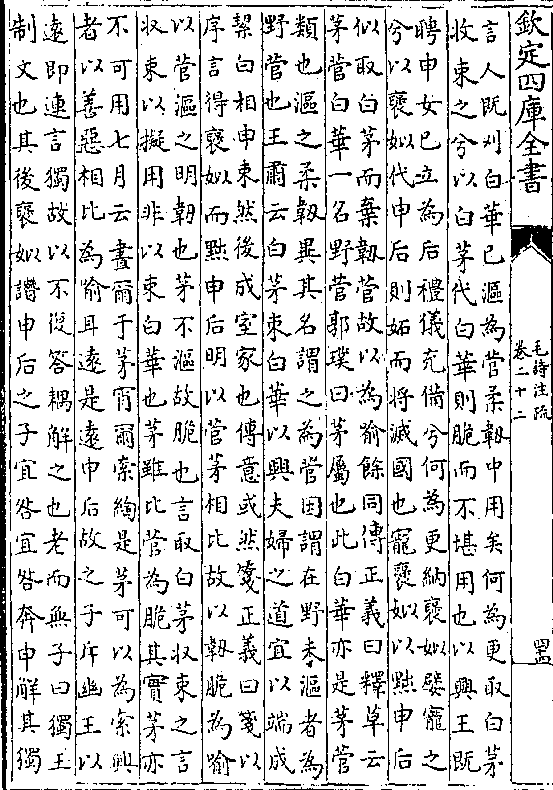 欽定四庫全書
毛詩注疏
卷二十二
言人既刈白華已漚為菅柔韌中用矣何為更取白茅
收束之兮以白茅代白華則脆而不堪用也以興王既
聘申女已立為后禮儀充備兮何為更納褒姒嬖寵之
兮以褒姒代申后則妬而將滅國也寵褒姒以黜申后
似取白茅而棄韌菅故以為喻餘同傳正義曰釋草云
茅菅白華一名野菅郭璞曰茅屬也此白華亦是茅菅
類也漚之柔韌異其名謂之為菅因謂在野未漚者為
野菅也王肅云白茅束白華以興夫婦之道宜以端成
絜白相申束然後成室家也傳意或然箋正義曰箋以
序言得褒姒而黜申后明以菅茅相比故以韌脆為喻
以菅漚之明韌也茅不漚故脆也言取白茅收束之言
收束以擬用非以束白華也茅雖比菅為脆其實茅亦
不可用七月云晝爾于茅宵爾索綯是茅可以為索興
者以善惡相比為喻耳遠是遠申后故之子斥幽王以
遠即連言獨故以不復答耦解之也老而無子曰獨王
制文也其後褒姒譖申后之子宜咎宜咎奔申解其獨